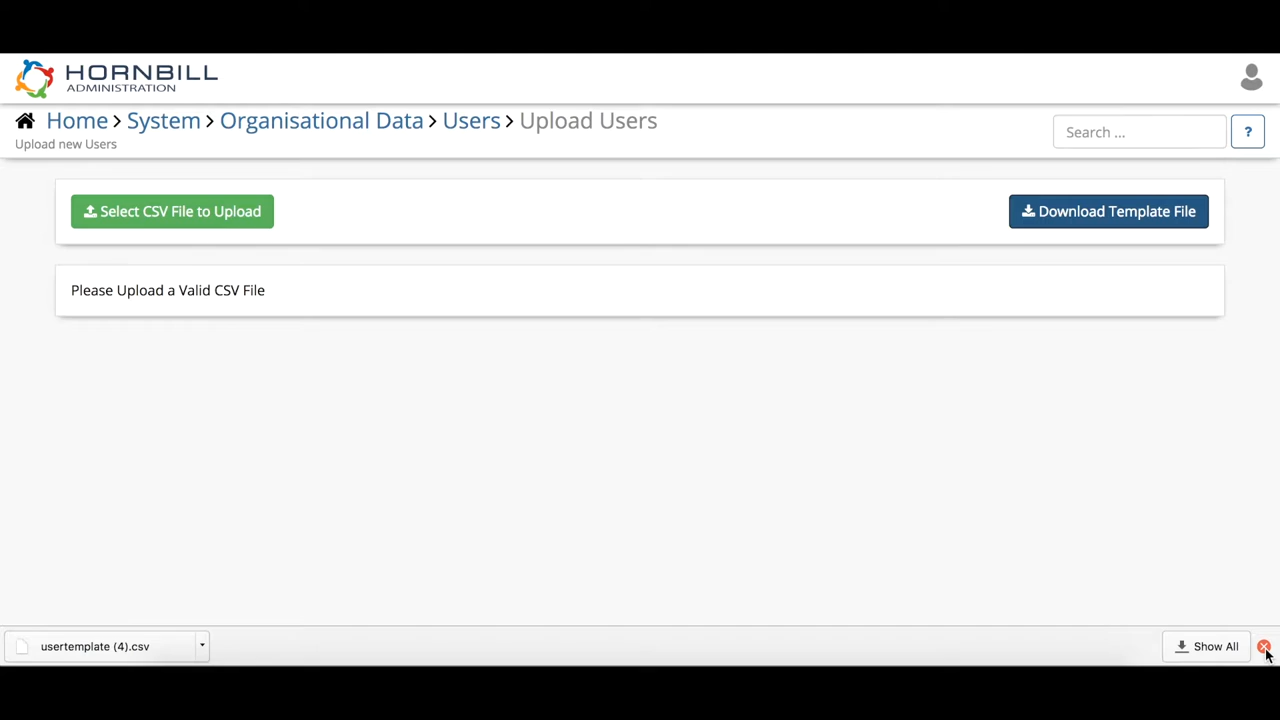 HORNBILL
ADMINISTRATION
Home > System > Organisational Data > Users > Upload Users
Upload new Users
Search ...
?
Select CSV File to Upload
Download Template File
Please Upload a Valid CSV File
usertemplate (4).csv
Show All